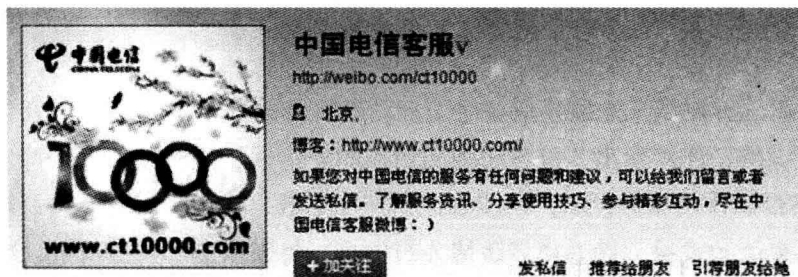 中国电信
CHINA TELECOM
10000
www.ct10000.com
中国电信客服v
http://weibo.com/ct10000
北京,
博客：http://www.ct10000.com/
如果您对中国电信的服务有任何问题和建议，可以给我们留言或者
发送私信。了解服务资讯、分享使用技巧、参与精彩互动，尽在中
国电信客服微博：）
+加关注
发私信 推荐给朋友 引荐朋友给她